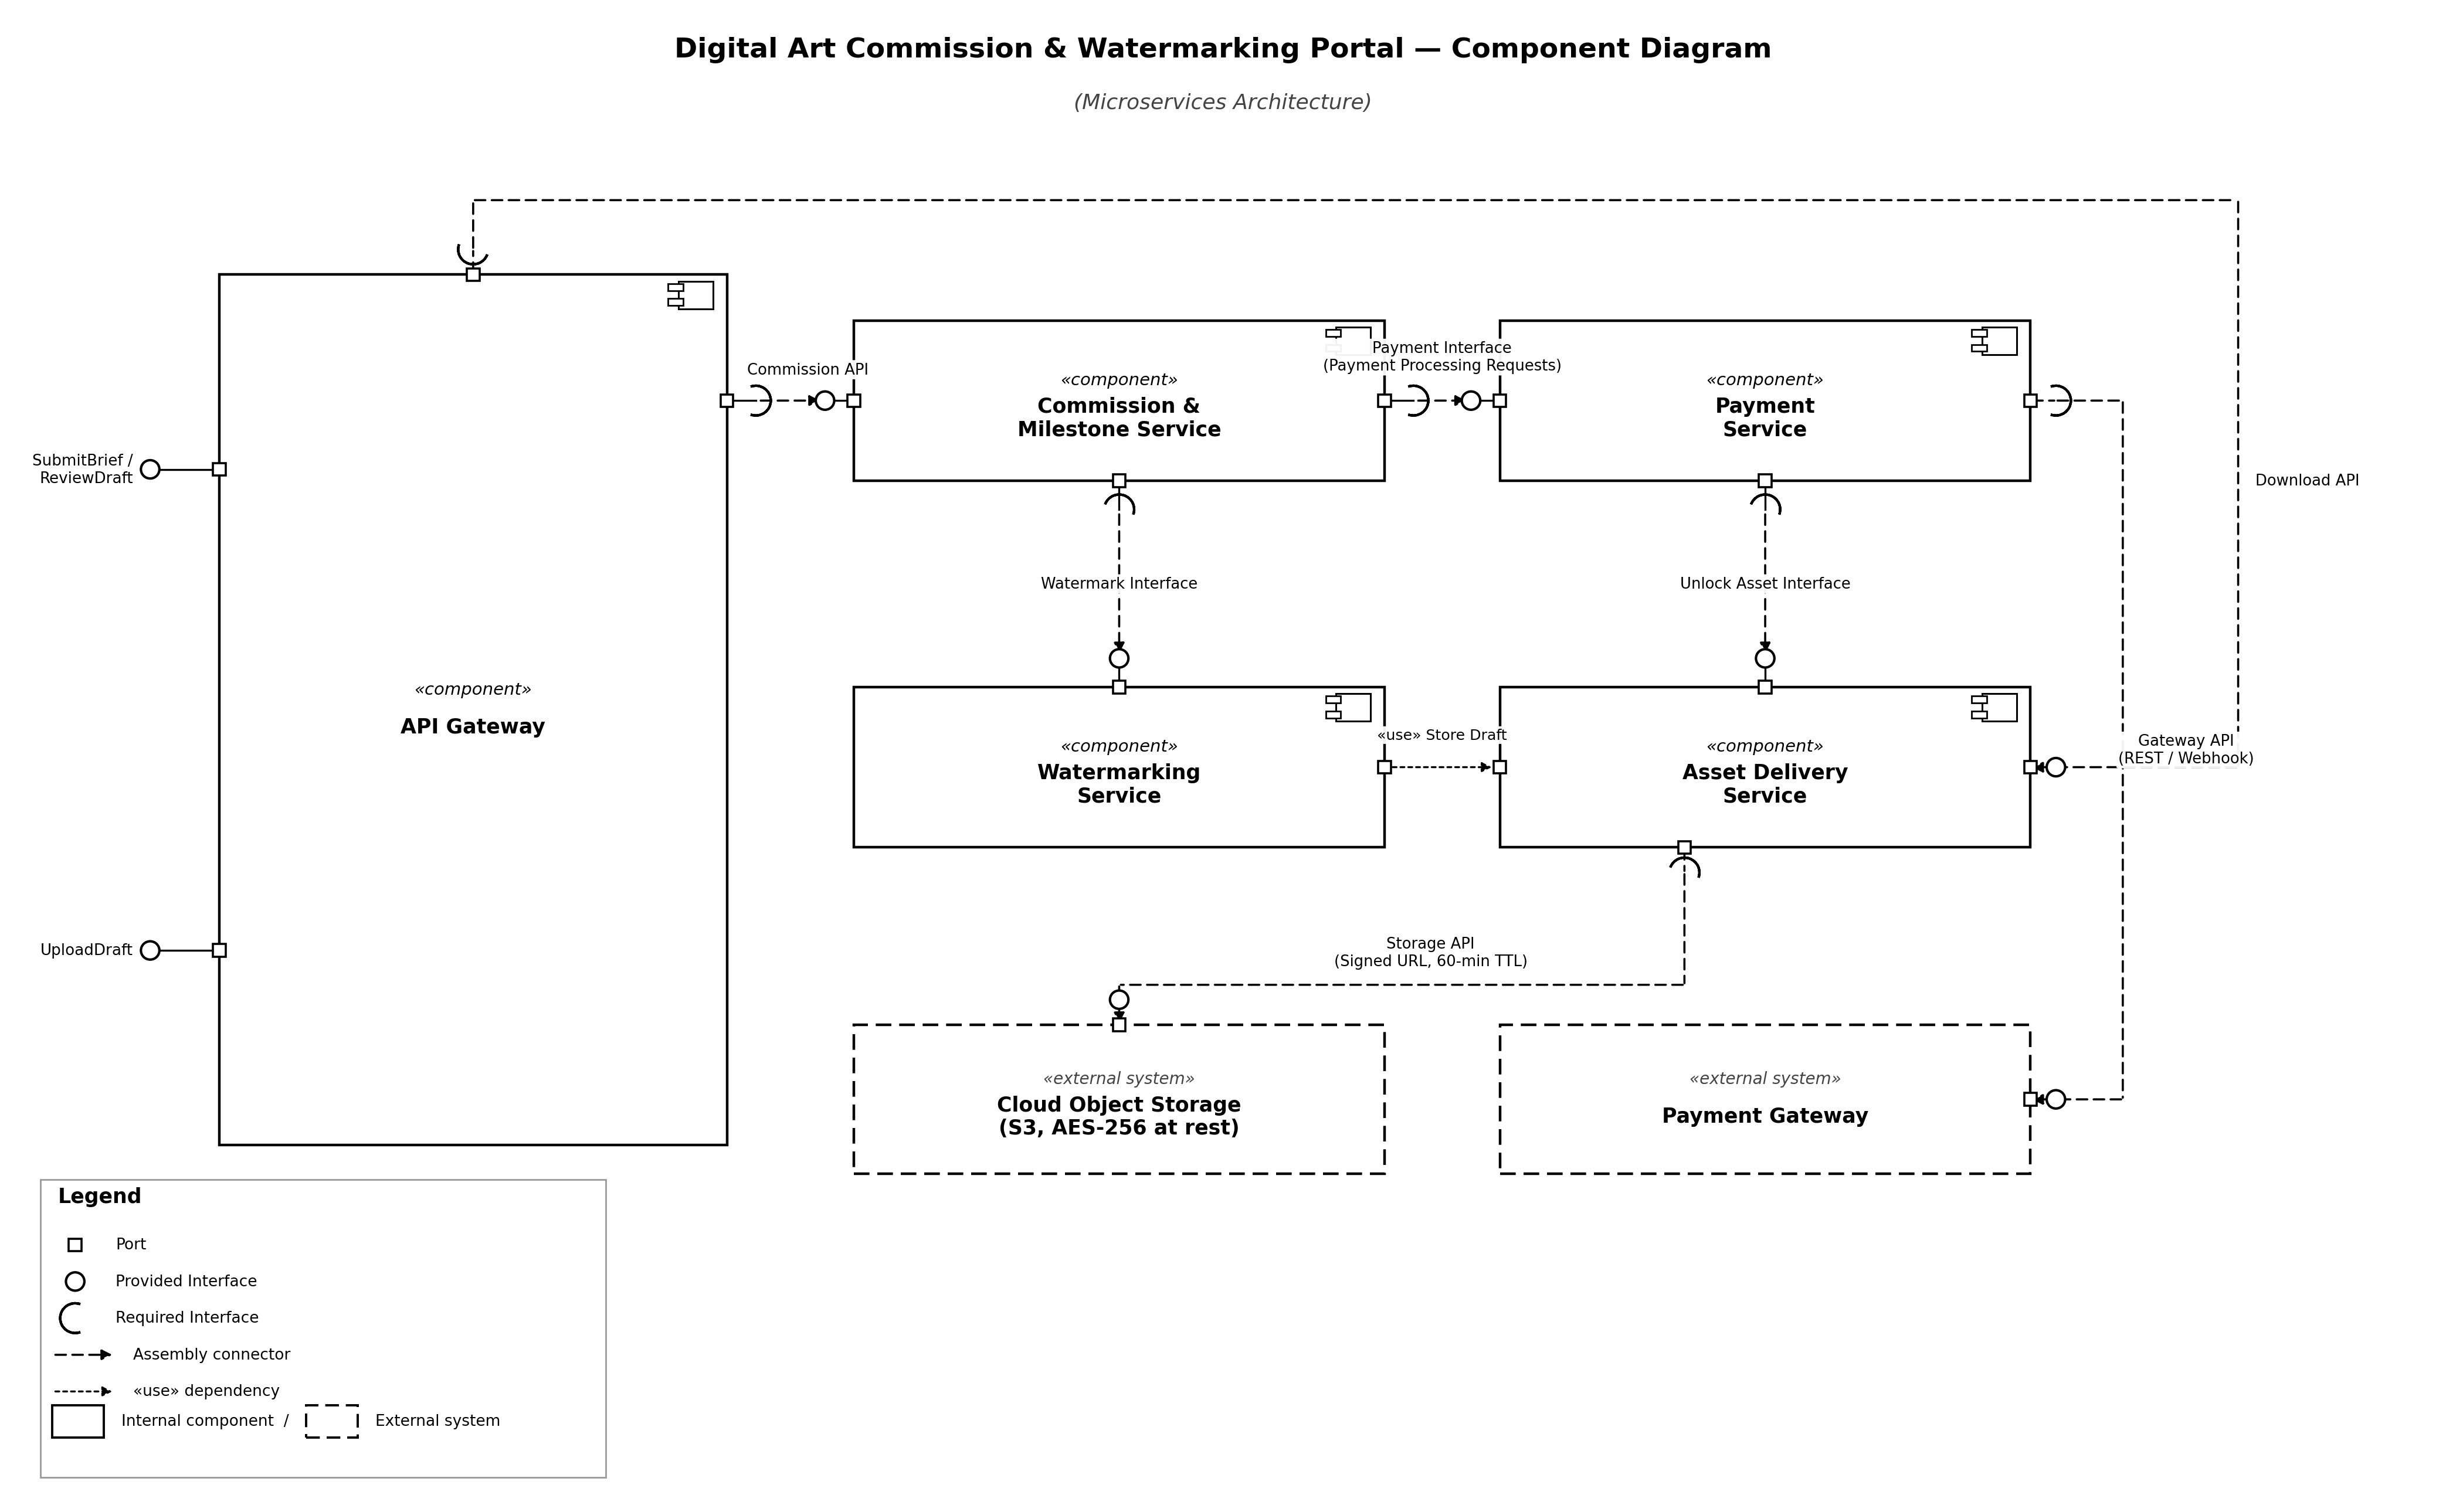 Digital Art Commission & Watermarking Portal — Component Diagram
(Microservices Architecture)
Commission API
«component»
Commission &
Milestone Service
Payment Interface
(Payment Processing Requests)
«component»
Payment
Service
SubmitBrief /
ReviewDraft
Download API
Watermark Interface
Unlock Asset Interface
«component»
API Gateway
«component»
Watermarking
Service
«use» Store Draft
«component»
Asset Delivery
Service
Gateway API
(REST / Webhook)
UploadDraft
Storage API
(Signed URL, 60-min TTL)
«external system»
Cloud Object Storage
(S3, AES-256 at rest)
«external system»
Payment Gateway
Legend
Port
Provided Interface
Required Interface
Assembly connector
«use» dependency
Internal component /
External system